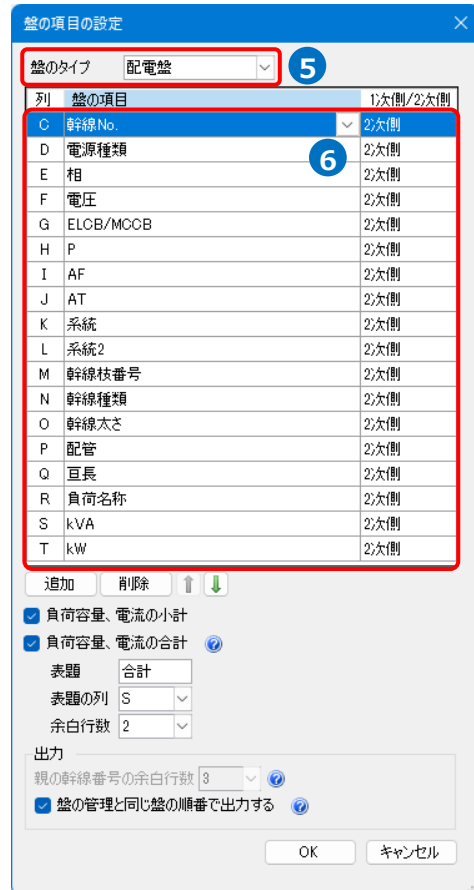 盤の項目の設定
盤のタイプ 配電盤 5
列 盤の項目 1次側/2次側
C 幹線No. 2次側
6
D 電源種類 2次側
E 相 2次側
F 電圧 2次側
G ELCB/MCCB 2次側
H P 2次側
I AF 2次側
J AT 2次側
K 系統 2次側
L 系統2 2次側
M 幹線枝番号 2次側
N 幹線種類 2次側
O 幹線太さ 2次側
P 配管 2次側
Q 亘長 2次側
R 負荷名称 2次側
S kVA 2次側
T kW 2次側
追加 削除
負荷容量、電流の小計
負荷容量、電流の合計
表題 合計
表題の列 S
余白行数 2
出力
親の幹線番号の余白行数 3
盤の管理と同じ盤の順番で出力する
OK キャンセル